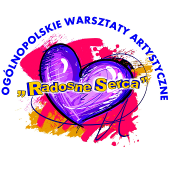 OGÓLNOPOLSKIE WARSZTATY ARTYSTYCZNE
„Radosne Serca”